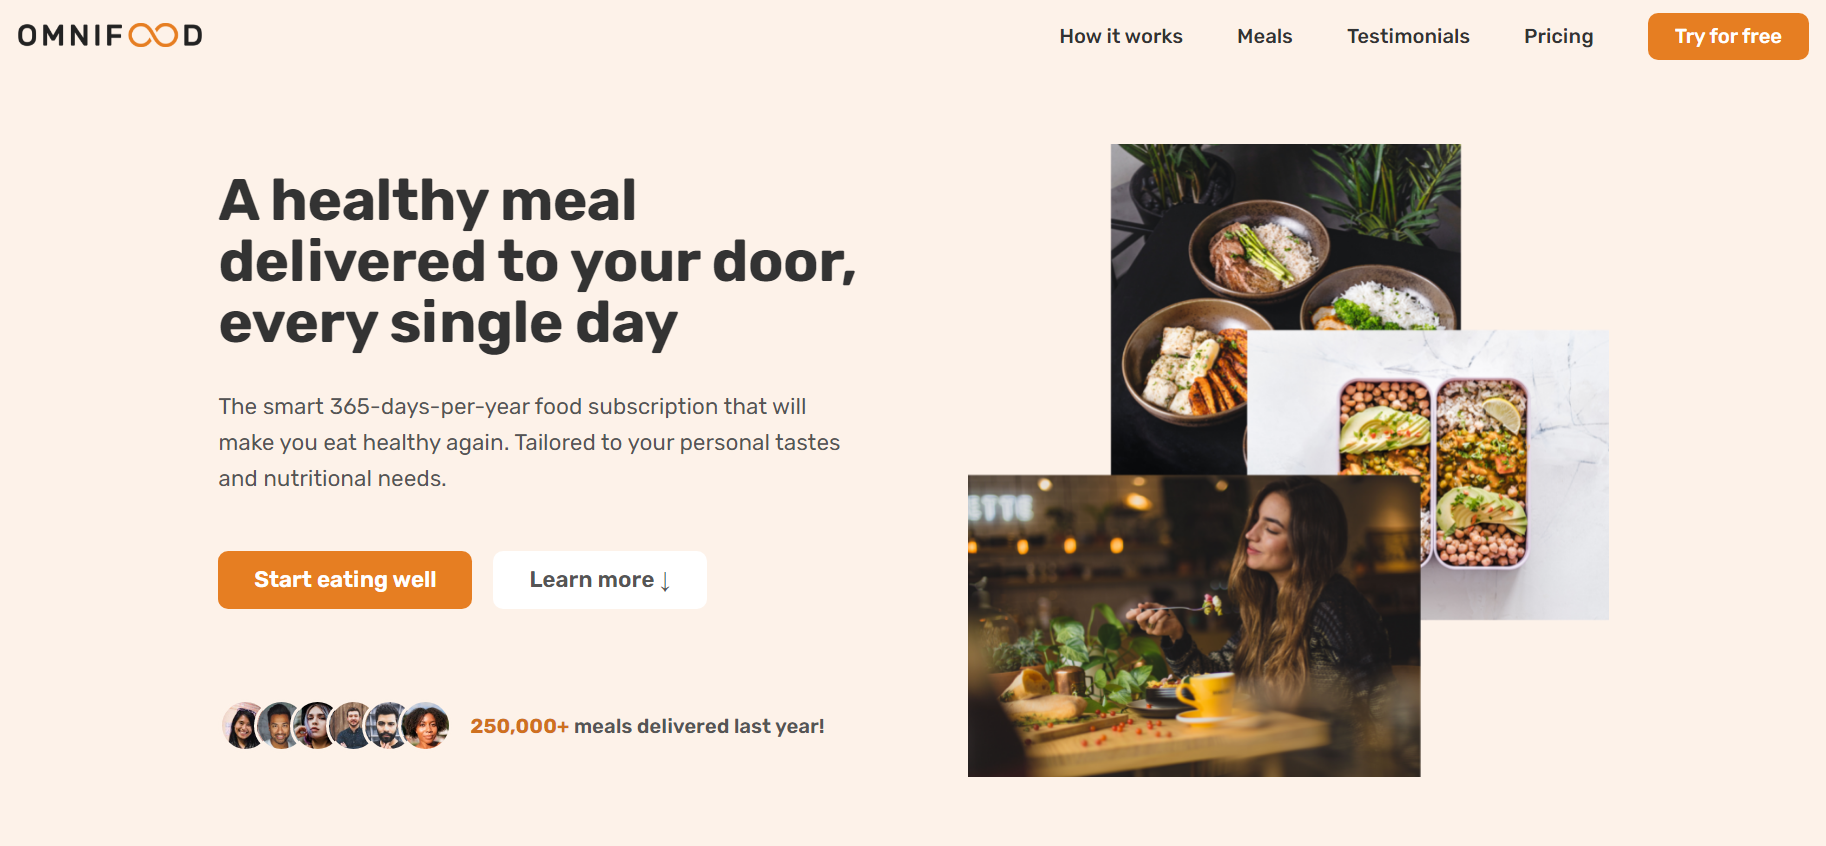 OMNIFOOD
How it works
Meals
Testimonials
Pricing
Try for free
A healthy meal
delivered to your door,
every single day
The smart 365-days-per-year food subscription that will
make you eat healthy again. Tailored to your personal tastes
and nutritional needs.
Start eating well
Learn more ↓
250,000+ meals delivered last year!